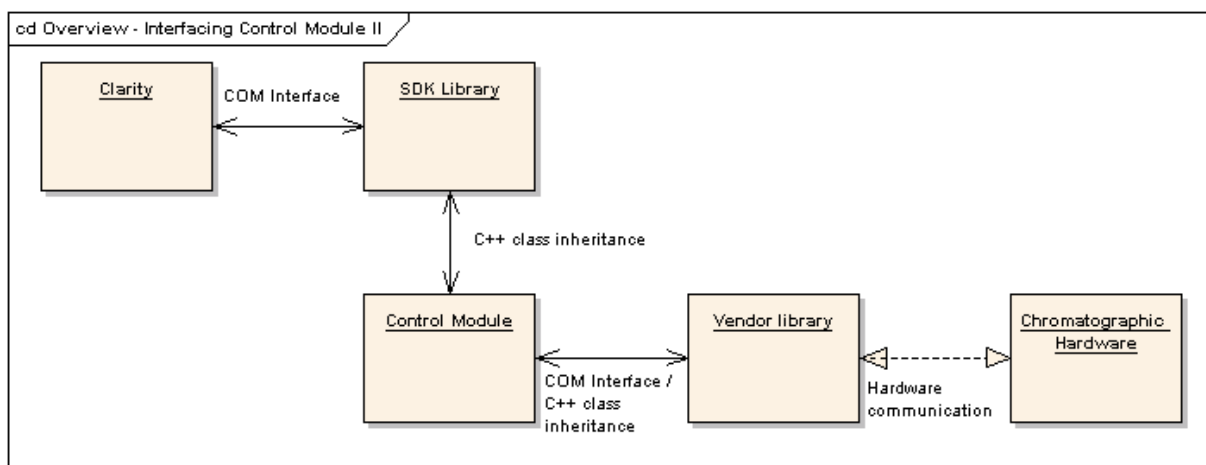 cd Overview - Interfacing Control Module II
Clarity
COM Interface
SDK Library
C++ class inheritance
Control Module
COM Interface /
C++ class
inheritance
Vendor library
Hardware
communication
Chromatographic
Hardware